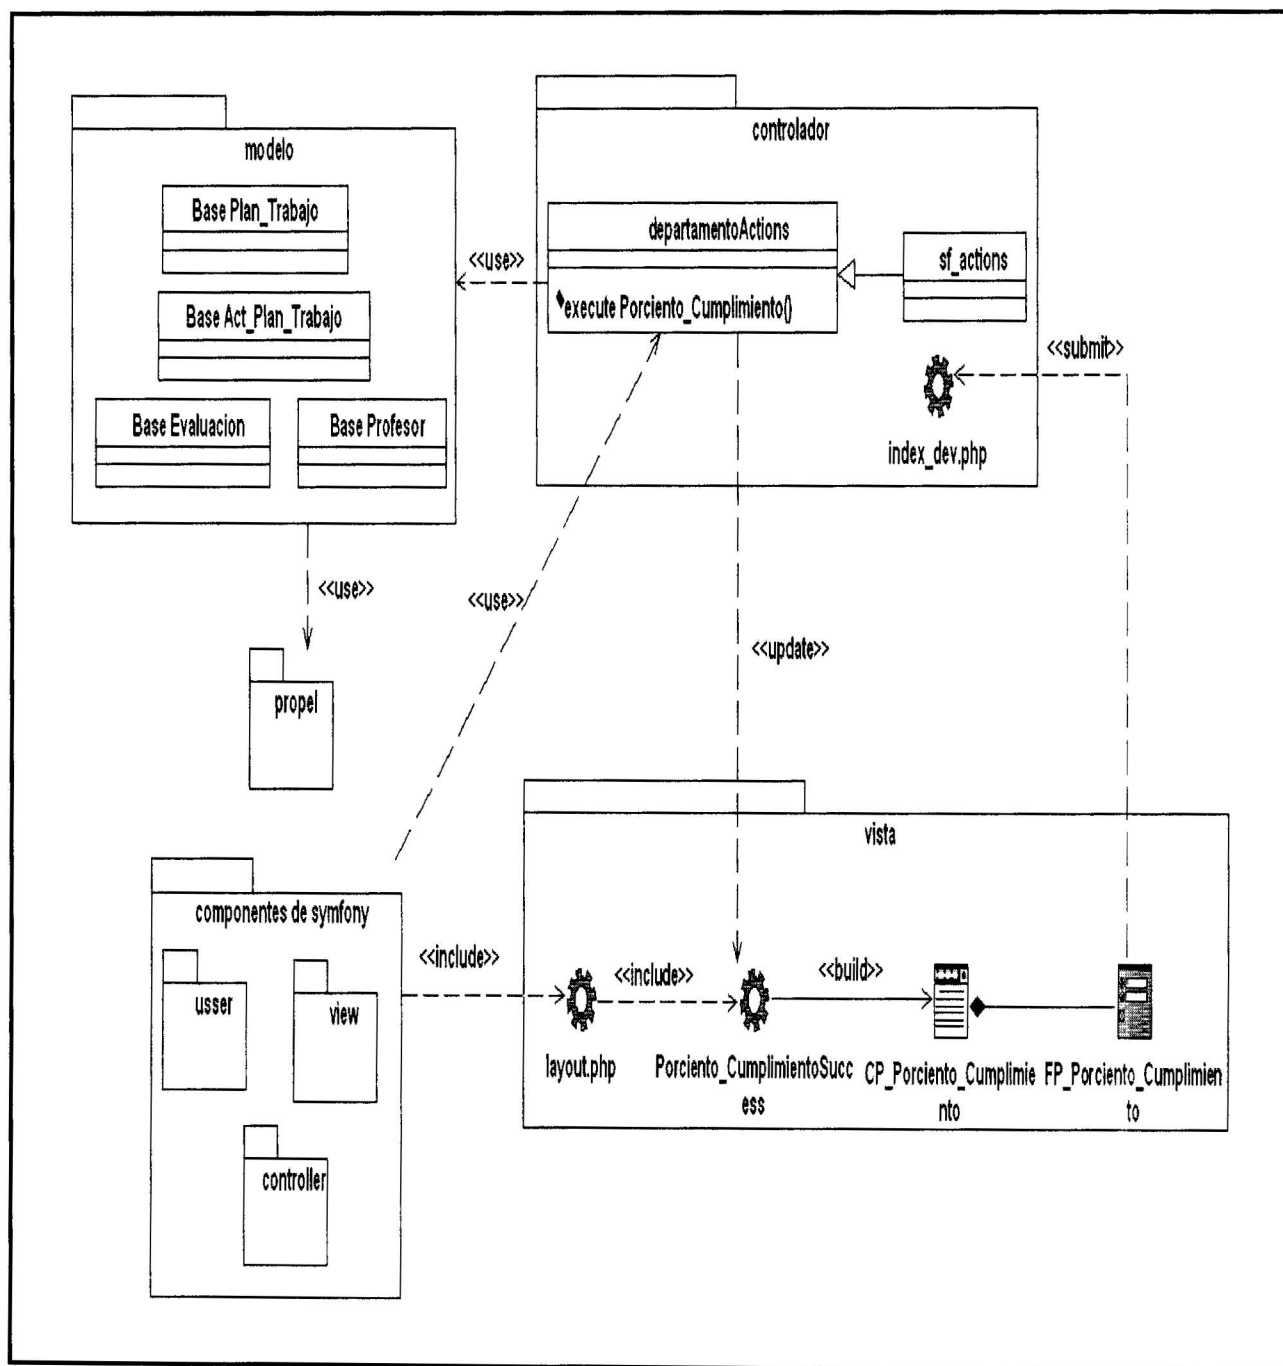 modelo
Base Plan_Trabajo
Base Act_Plan_Trabajo
Base Evaluacion
Base Profesor
<<use>>
controlador
departamentoActions
execute Porciento_Cumplimiento()
sf_actions
index_dev.php
<<submit>>
<<use>>
propel
<<use>>
<<update>>
componentes de symfony
usser
view
controller
<<include>>
vista
layout.php
<<include>>
Porciento_CumplimientoSucc
ess
<<build>>
CP_Porciento_Cumplimie
nto
FP_Porciento_Cumplimien
to